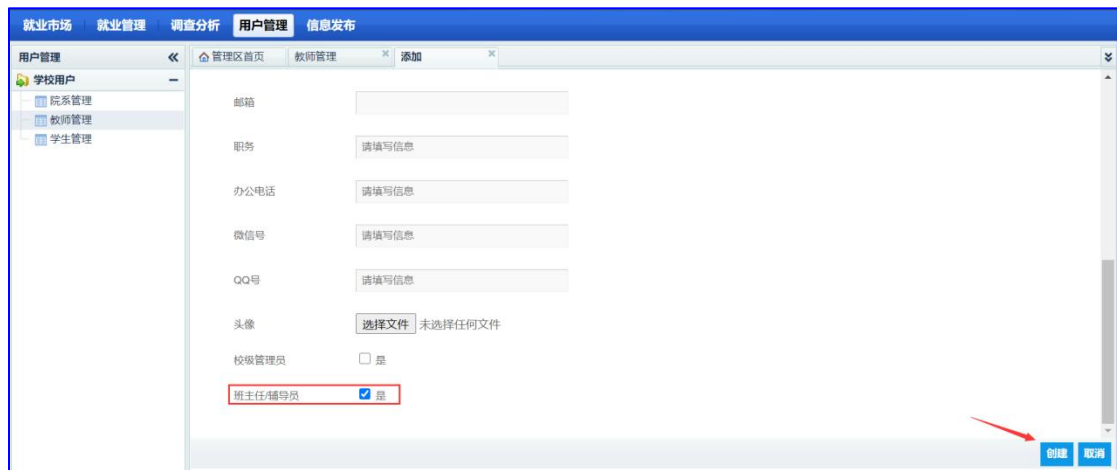 就业市场 就业管理 调查分析 用户管理 信息发布
用户管理 管理区首页 教师管理 添加
学校用户
院系管理
教师管理
学生管理
邮箱
职务 请填写信息
办公电话 请填写信息
微信号 请填写信息
QQ号 请填写信息
头像 选择文件 未选择任何文件
校级管理员 是
班主任/辅导员 是
创建 取消